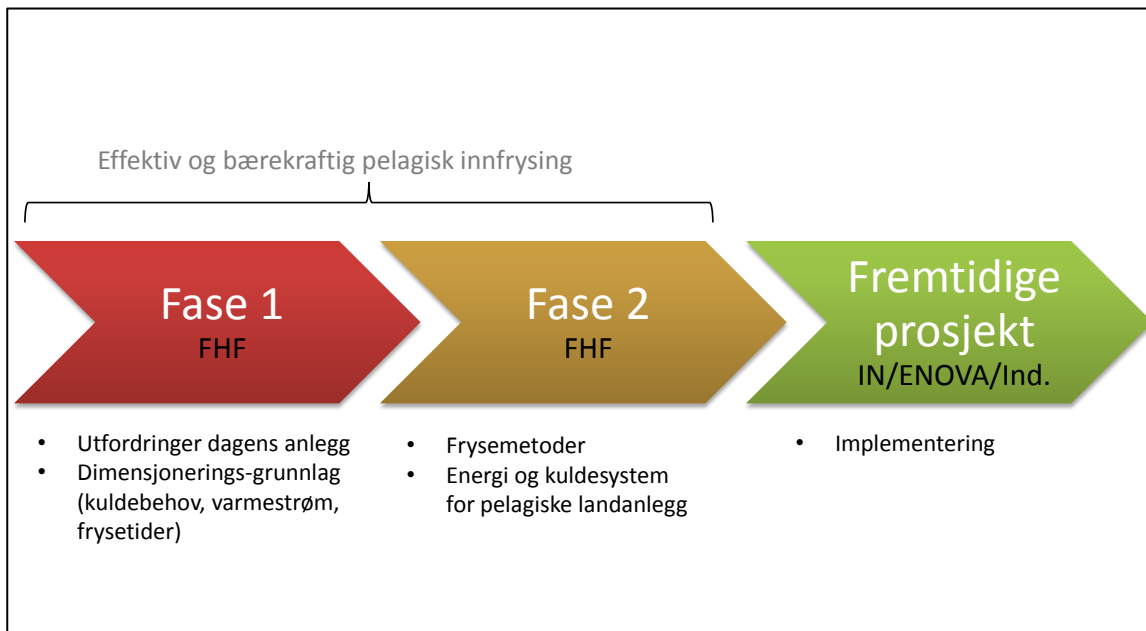 Effektiv og bærekraftig pelagisk innfrysing
Fase 1
FHF
Fase 2
FHF
Fremtidige
prosjekt
IN/ENOVA/Ind.
• Utfordringer dagens anlegg
• Dimensjonerings-grunnlag
(kuldebehov, varmestrøm,
frysetider)
• Frysemetoder
• Energi og kuldesystem
for pelagiske landanlegg
• Implementering